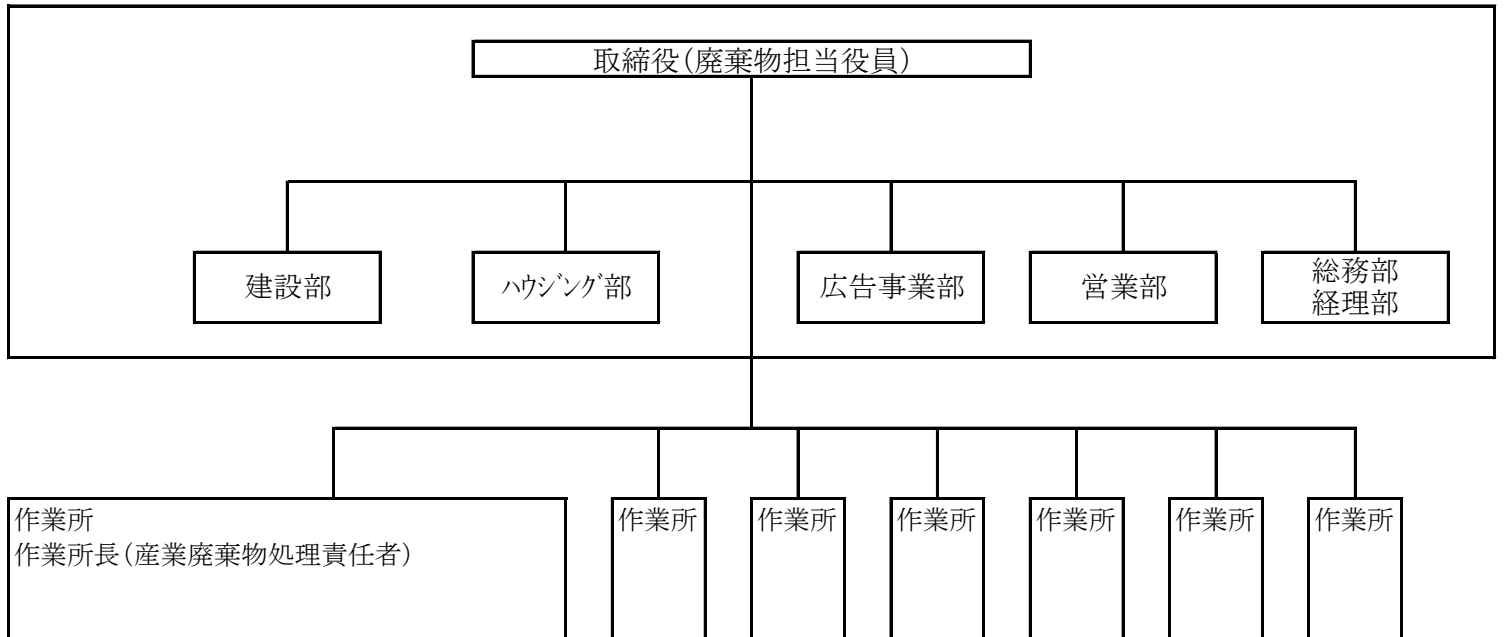 取締役(廃棄物担当役員)
建設部
ﾊｳｼﾞﾝｸﾞ部
広告事業部
営業部
総務部
経理部
作業所
作業所長(産業廃棄物処理責任者)
作業所
作業所
作業所
作業所
作業所
作業所